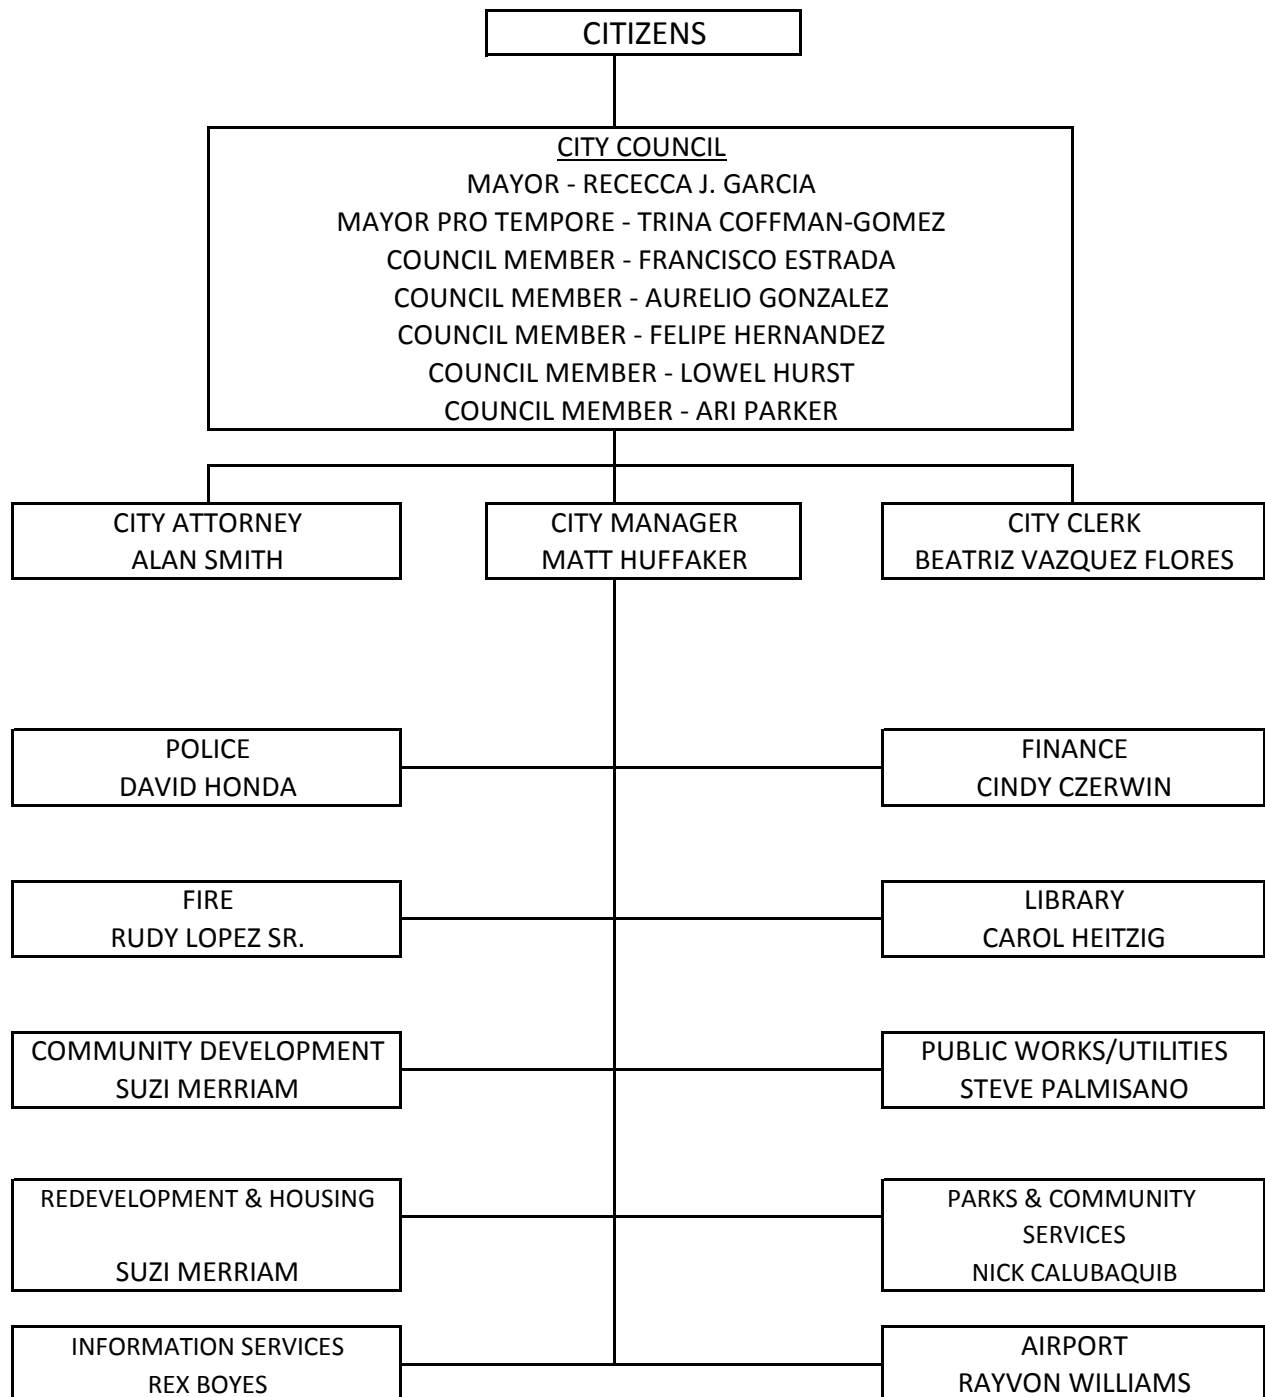 CITIZENS
CITY COUNCIL
MAYOR - RECECCA J. GARCIA
MAYOR PRO TEMPORE - TRINA COFFMAN-GOMEZ
COUNCIL MEMBER - FRANCISCO ESTRADA
COUNCIL MEMBER - AURELIO GONZALEZ
COUNCIL MEMBER - FELIPE HERNANDEZ
COUNCIL MEMBER - LOWEL HURST
COUNCIL MEMBER - ARI PARKER
CITY ATTORNEY
ALAN SMITH
CITY MANAGER
MATT HUFFAKER
CITY CLERK
BEATRIZ VAZQUEZ FLORES
POLICE
DAVID HONDA
FINANCE
CINDY CZERWIN
FIRE
RUDY LOPEZ SR.
LIBRARY
CAROL HEITZIG
COMMUNITY DEVELOPMENT
SUZI MERRIAM
PUBLIC WORKS/UTILITIES
STEVE PALMISANO
REDEVELOPMENT & HOUSING
SUZI MERRIAM
PARKS & COMMUNITY
SERVICES
NICK CALUBAQUIB
INFORMATION SERVICES
REX BOYES
AIRPORT
RAYVON WILLIAMS